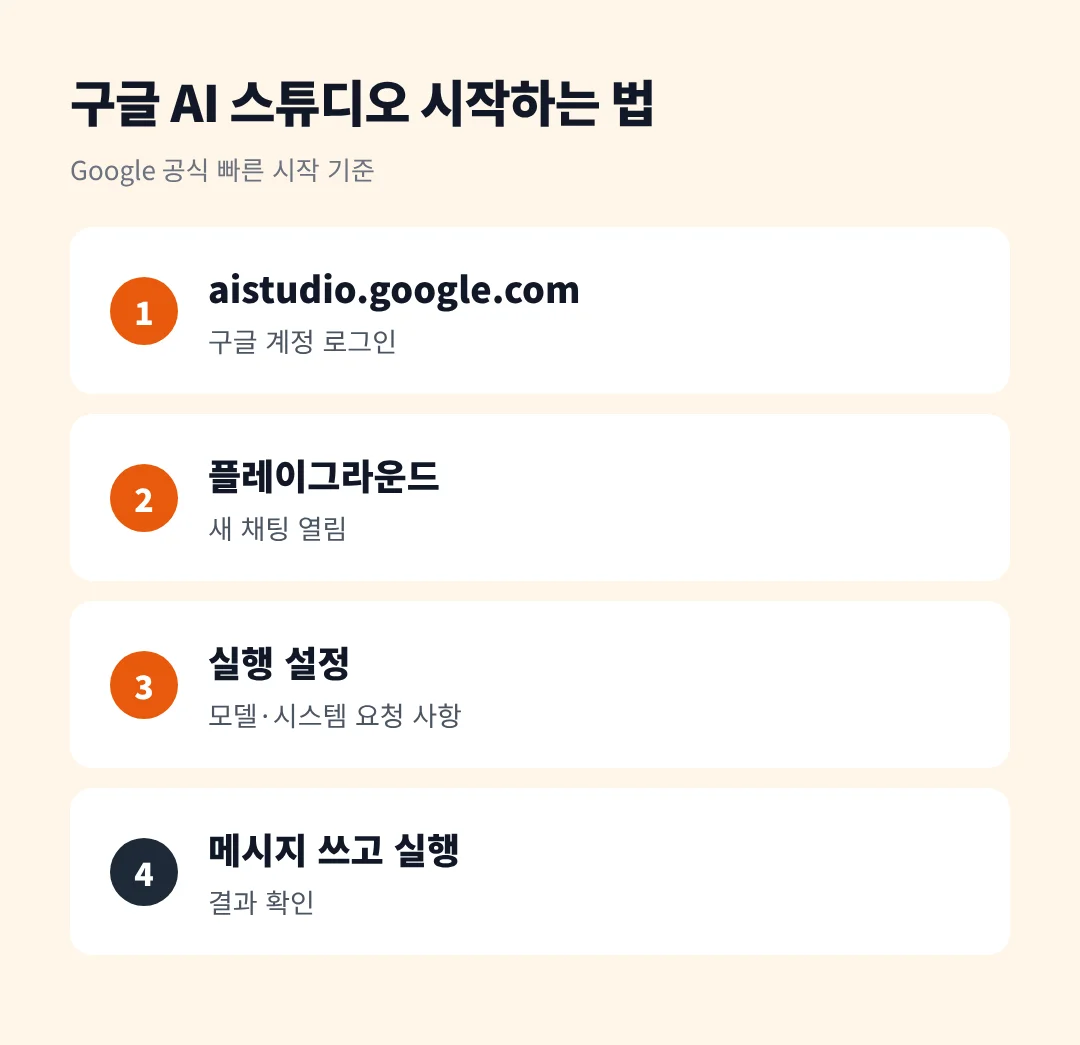 구글 AI 스튜디오 시작하는 법
Google 공식 빠른 시작 기준
1
aistudio.google.com
구글 계정 로그인
2
플레이그라운드
새 채팅 열림
3
실행 설정
모델·시스템 요청 사항
4
메시지 쓰고 실행
결과 확인